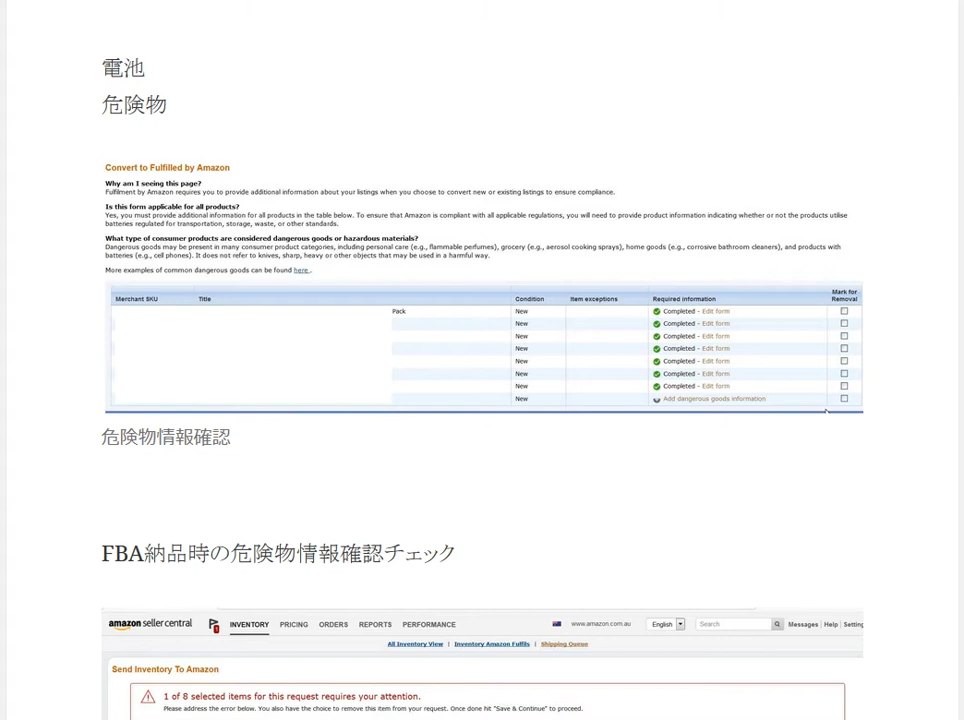 電池
危険物
Convert to Fulfilled by Amazon
Why am I seeing this page?
Fulfilment by Amazon requires you to provide additional information about your listings when you choose to convert new or existing listings to ensure compliance.
Is this form applicable for all products?
Yes, you must provide additional information for all products in the table below. To ensure that Amazon is compliant with all applicable regulations, you will need to provide product information indicating whether or not the products utilise
batteries regulated for transportation, storage, waste, or other standards.
What type of consumer products are considered dangerous goods or hazardous materials?
Dangerous goods may be present in many consumer product categories, including personal care (e.g., flammable perfumes), grocery (e.g., aerosol cooking sprays), home goods (e.g., corrosive bathroom cleaners), and products with
batteries (e.g., cell phones). It does not refer to knives, sharp, heavy or other objects that may be used in a harmful way.
More examples of common dangerous goods can be found here .
Merchant SKU Title Condition Item exceptions Required information Mark for Removal
Pack New Completed - Edit form
New Completed - Edit form
New Completed - Edit form
New Completed - Edit form
New Completed - Edit form
New Completed - Edit form
New Completed - Edit form
New Add dangerous goods information
危険物情報確認
FBA納品時の危険物情報確認チェック
amazon seller central 1 INVENTORY PRICING ORDERS REPORTS PERFORMANCE www.amazon.com.au English Search Messages | Help | Setting
All Inventory View | Inventory Amazon Fulfils | Shipping Queue
Send Inventory To Amazon
1 of 8 selected items for this request requires your attention.
Please address the error below. You also have the choice to remove this item from your request. Once done hit "Save & Continue" to proceed.